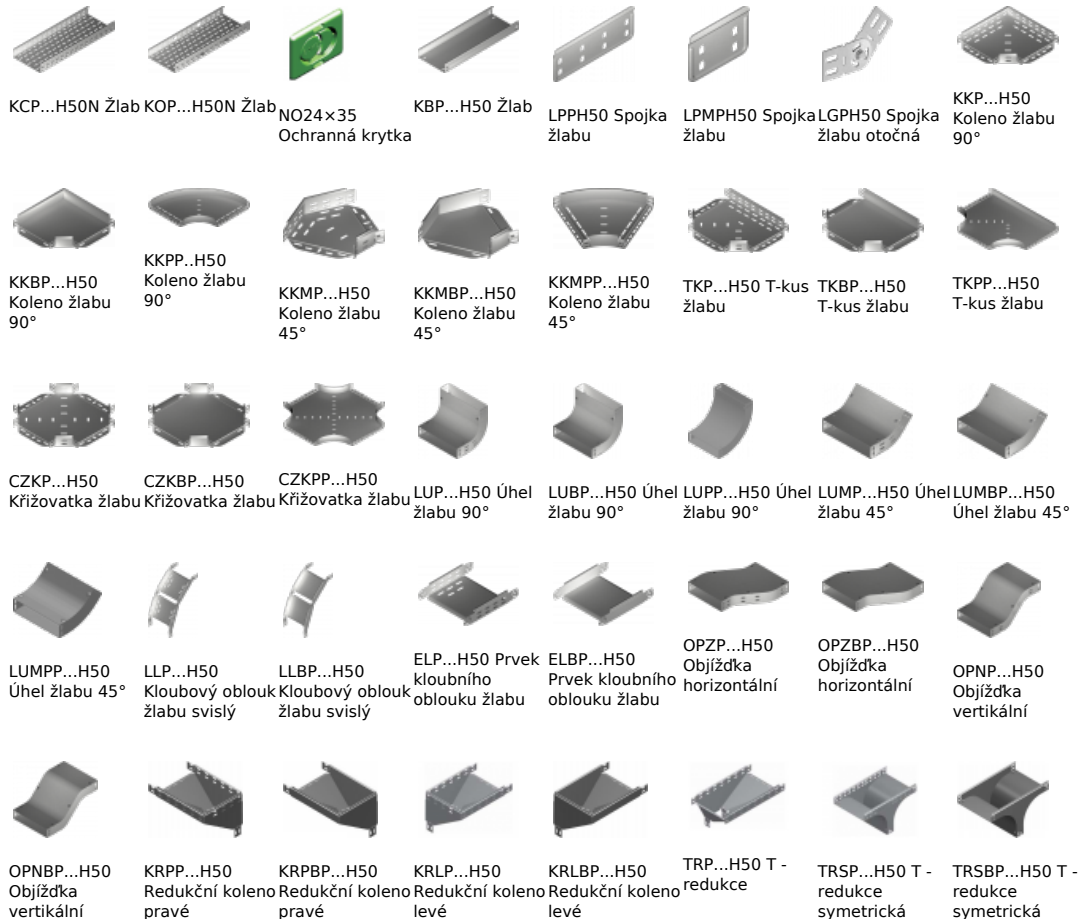 KCP...H50N Žlab
KOP...H50N Žlab
NO24×35
Ochranná krytka
KBP...H50 Žlab
LPPH50 Spojka
žlabu
LPMPH50 Spojka
žlabu
LGPH50 Spojka
žlabu otočná
KKP...H50
Koleno žlabu
90°
KKBP...H50
Koleno žlabu
90°
KKPP..H50
Koleno žlabu
90°
KKMP...H50
Koleno žlabu
45°
KKMBP...H50
Koleno žlabu
45°
KKMPP...H50
Koleno žlabu
45°
TKP...H50 T-kus
žlabu
TKBP...H50
T-kus žlabu
TKPP...H50
T-kus žlabu
CZKP...H50
Křižovatka žlabu
CZKBP...H50
Křižovatka žlabu
CZKPP...H50
Křižovatka žlabu
LUP...H50 Úhel
žlabu 90°
LUBP...H50 Úhel
žlabu 90°
LUPP...H50 Úhel
žlabu 90°
LUMP...H50 Úhel
žlabu 45°
LUMBP...H50
Úhel žlabu 45°
LUMPP...H50
Úhel žlabu 45°
LLP...H50
Kloubový oblouk
žlabu svislý
LLBP...H50
Kloubový oblouk
žlabu svislý
ELP...H50 Prvek
kloubního
oblouku žlabu
ELBP...H50
Prvek kloubního
oblouku žlabu
OPZP...H50
Objížďka
horizontální
OPZBP...H50
Objížďka
horizontální
OPNP...H50
Objížďka
vertikální
OPNBP...H50
Objížďka
vertikální
KRPP...H50
Redukční koleno
pravé
KRPBP...H50
Redukční koleno
pravé
KRLP...H50
Redukční koleno
levé
KRLBP...H50
Redukční koleno
levé
TRP...H50 T -
redukce
TRSP...H50 T -
redukce
symetrická
TRSBP...H50 T -
redukce
symetrická